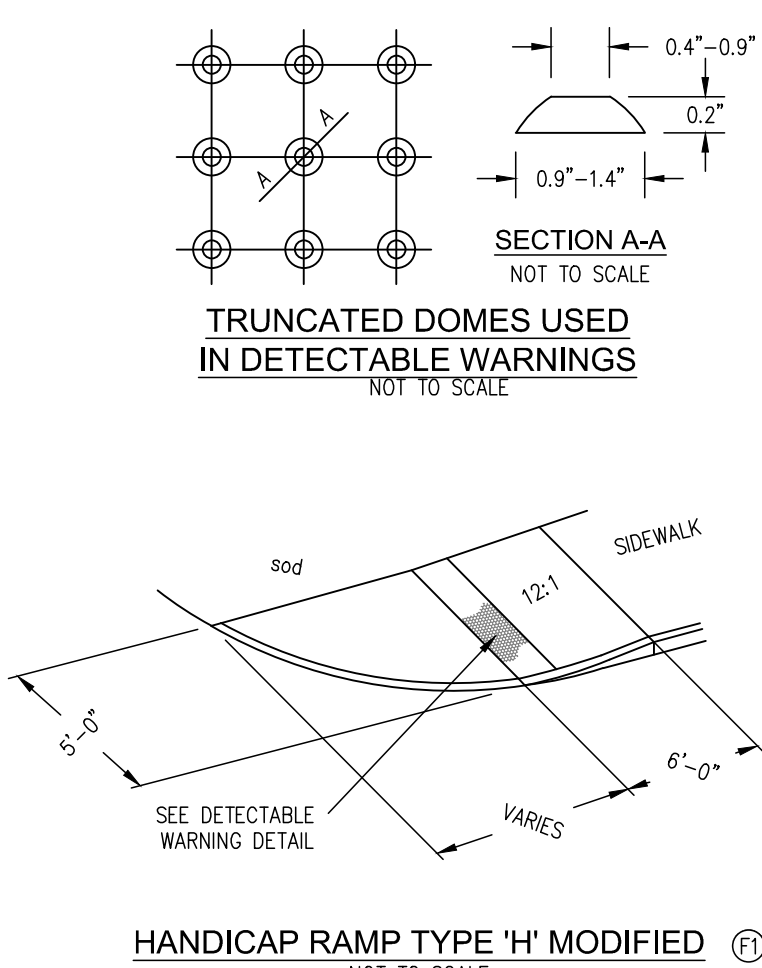 A
A
0.4"–0.9"
0.2"
0.9"–1.4"
SECTION A-A
NOT TO SCALE
TRUNCATED DOMES USED
IN DETECTABLE WARNINGS
NOT TO SCALE
sod
SIDEWALK
12:1
5'–0"
6'–0"
VARIES
SEE DETECTABLE
WARNING DETAIL
HANDICAP RAMP TYPE 'H' MODIFIED
F1
NOT TO SCALE